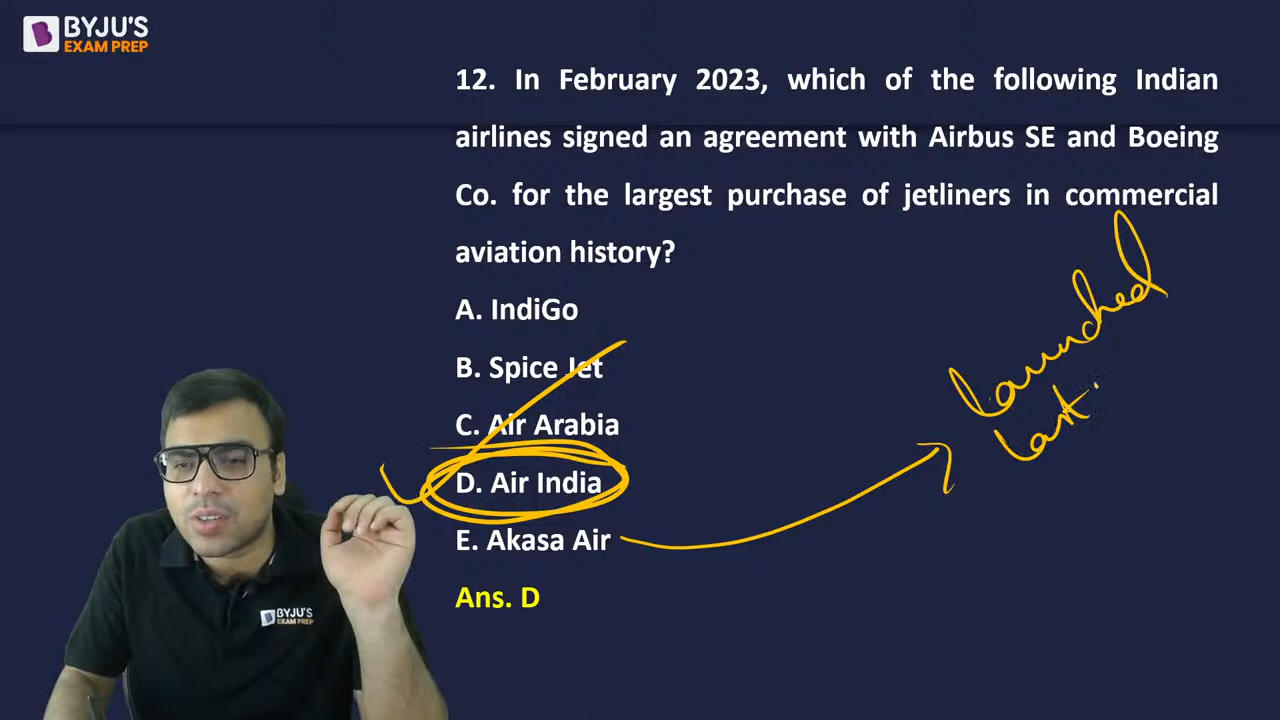 BYJU'S
EXAM PREP
12. In February 2023, which of the following Indian
airlines signed an agreement with Airbus SE and Boeing
Co. for the largest purchase of jetliners in commercial
aviation history?
A. IndiGo
B. Spice Jet
C. Air Arabia
D. Air India
E. Akasa Air
Ans. D
launched
last
BYJU'S
EXAM PREP